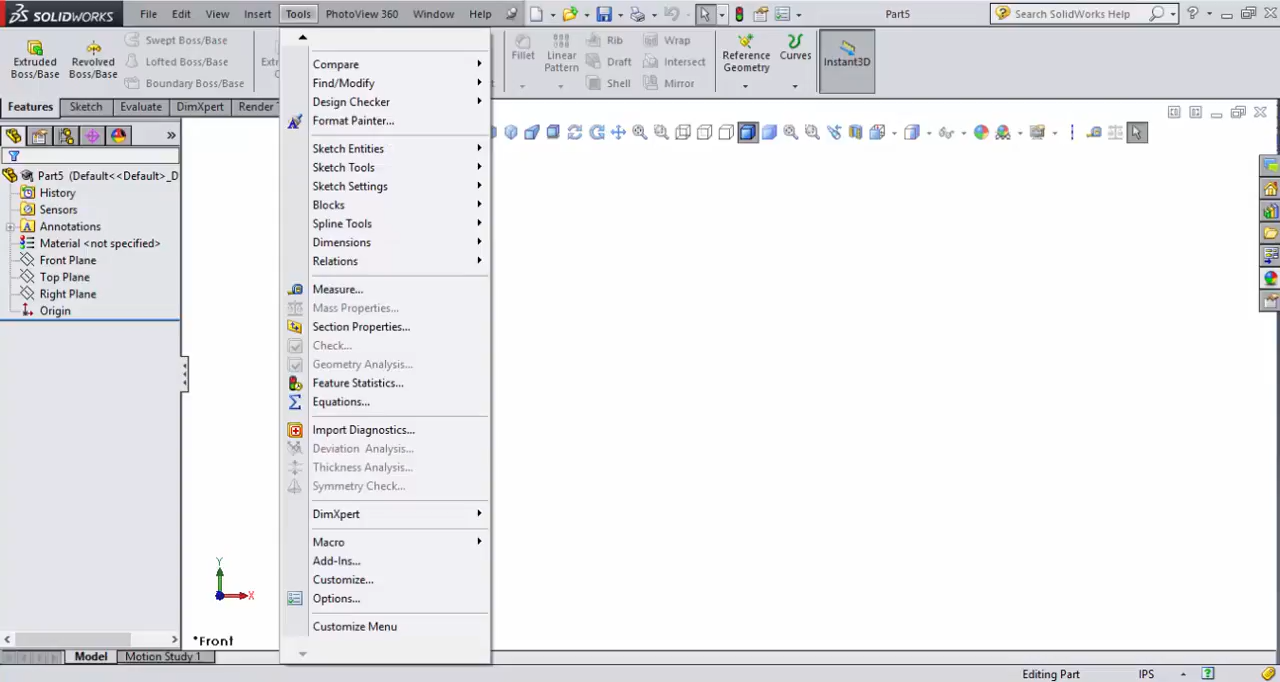 SOLIDWORKS File Edit View Insert Tools PhotoView 360 Window Help Part5 Search SolidWorks Help
Extruded Boss/Base
Revolved Boss/Base
Swept Boss/Base
Lofted Boss/Base
Boundary Boss/Base
Fillet
Linear Pattern
Rib
Draft
Shell
Wrap
Intersect
Mirror
Reference Geometry
Curves
Instant3D
Features Sketch Evaluate DimXpert Render T
Part5 (Default<<Default>_D
History
Sensors
Annotations
Material <not specified>
Front Plane
Top Plane
Right Plane
Origin
Compare
Find/Modify
Design Checker
Format Painter...
Sketch Entities
Sketch Tools
Sketch Settings
Blocks
Spline Tools
Dimensions
Relations
Measure...
Mass Properties...
Section Properties...
Check...
Geometry Analysis...
Feature Statistics...
Equations...
Import Diagnostics...
Deviation Analysis...
Thickness Analysis...
Symmetry Check...
DimXpert
Macro
Add-Ins...
Customize...
Options...
Customize Menu
Y
X
*Front
Model Motion Study 1
Editing Part IPS